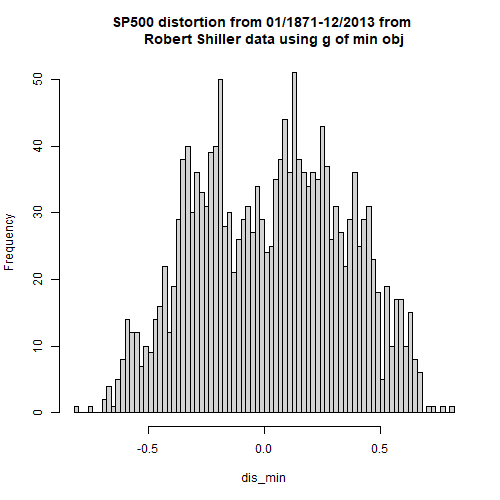 SP500 distortion from 01/1871-12/2013 from
Robert Shiller data using g of min obj
50
40
30
20
10
0
Frequency
-0.5 0.0 0.5
dis_min